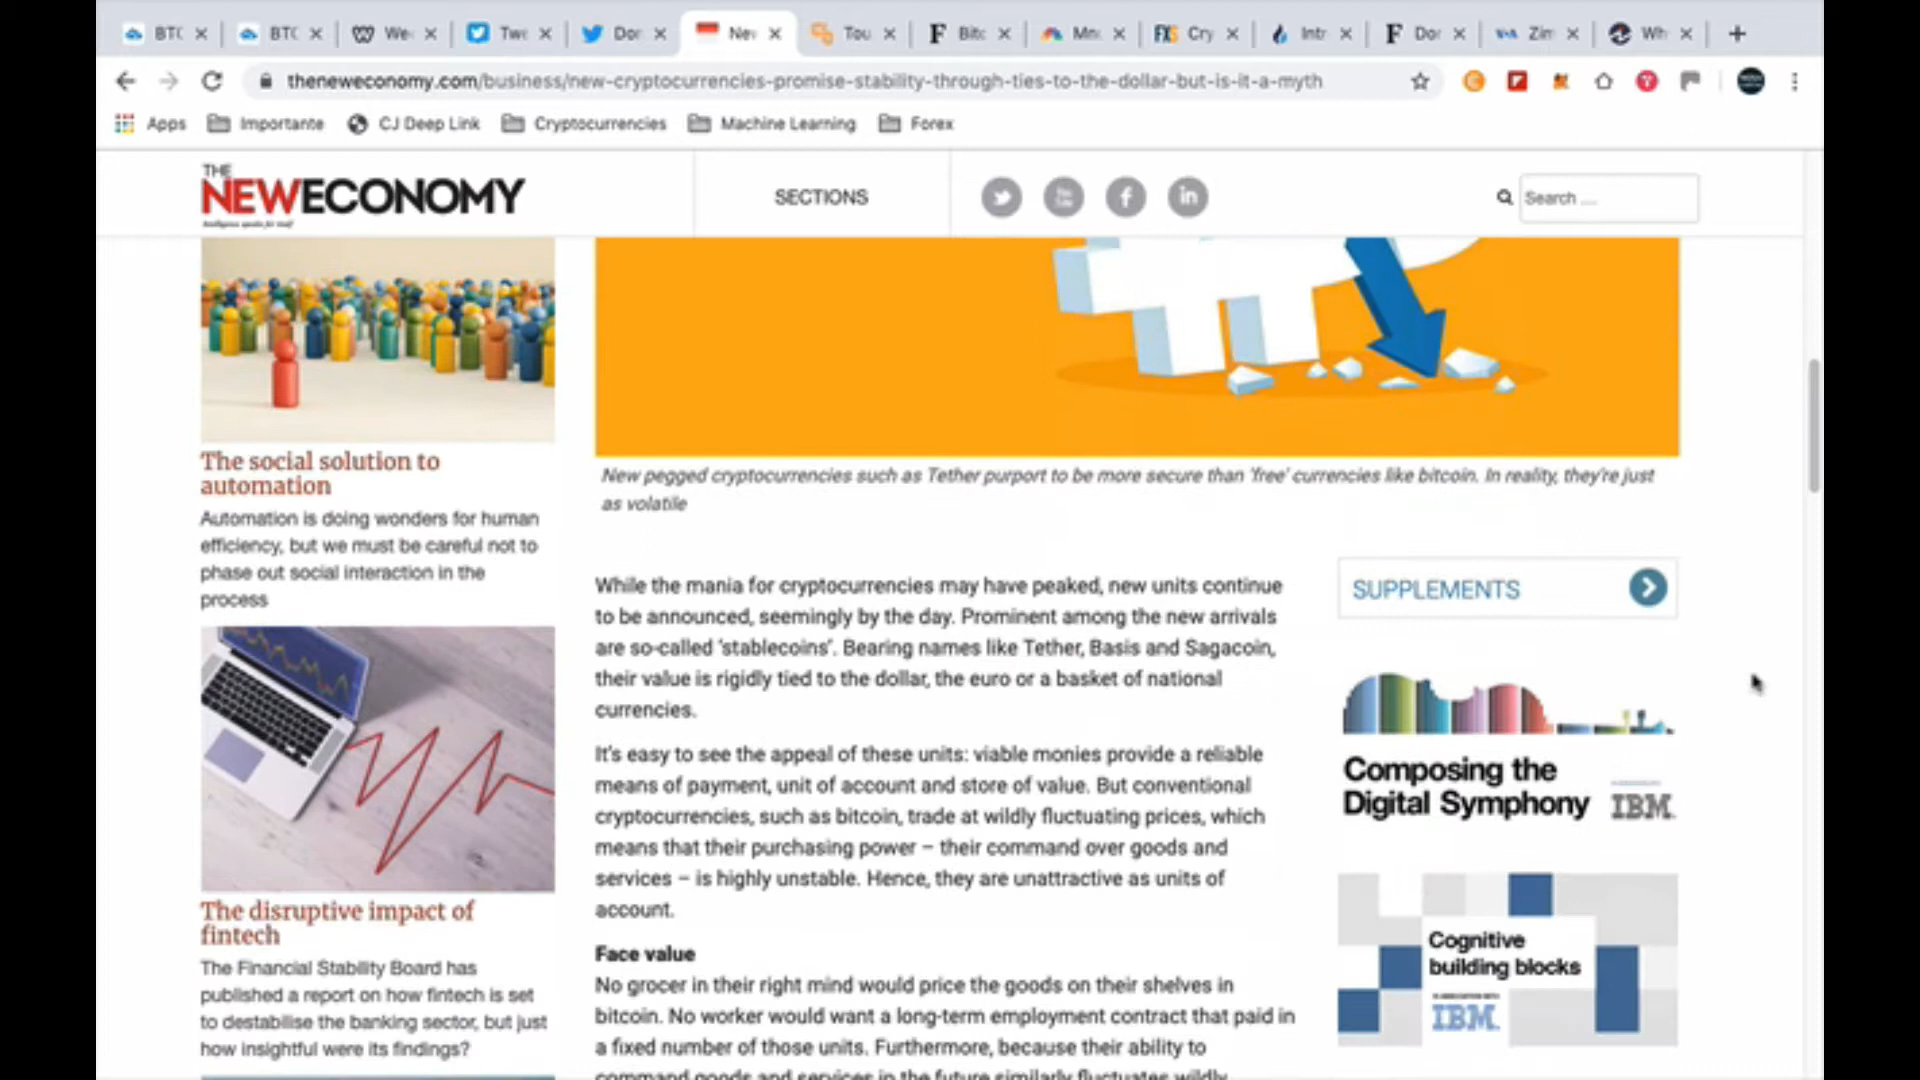 BTC
BTC
We
Twe
Don
Nev
Tou
Bitc
Cry
Intr
Dor
Zim
Wh
theneweconomy.com/business/new-cryptocurrencies-promise-stability-through-ties-to-the-dollar-but-is-it-a-myth
Apps
Importante
CJ Deep Link
Cryptocurrencies
Machine Learning
Forex
THE
NEWECONOMY
SECTIONS
Search ...
The social solution to
automation
Automation is doing wonders for human
efficiency, but we must be careful not to
phase out social interaction in the
process
The disruptive impact of
fintech
The Financial Stability Board has
published a report on how fintech is set
to destabilise the banking sector, but just
how insightful were its findings?
New pegged cryptocurrencies such as Tether purport to be more secure than 'free' currencies like bitcoin. In reality, they're just
as volatile
While the mania for cryptocurrencies may have peaked, new units continue
to be announced, seemingly by the day. Prominent among the new arrivals
are so-called 'stablecoins'. Bearing names like Tether, Basis and Sagacoin,
their value is rigidly tied to the dollar, the euro or a basket of national
currencies.
It's easy to see the appeal of these units: viable monies provide a reliable
means of payment, unit of account and store of value. But conventional
cryptocurrencies, such as bitcoin, trade at wildly fluctuating prices, which
means that their purchasing power – their command over goods and
services – is highly unstable. Hence, they are unattractive as units of
account.
Face value
No grocer in their right mind would price the goods on their shelves in
bitcoin. No worker would want a long-term employment contract that paid in
a fixed number of those units. Furthermore, because their ability to
command goods and services in the future similarly fluctuates wildly,
SUPPLEMENTS
Composing the
Digital Symphony
IBM
Cognitive
building blocks
IBM